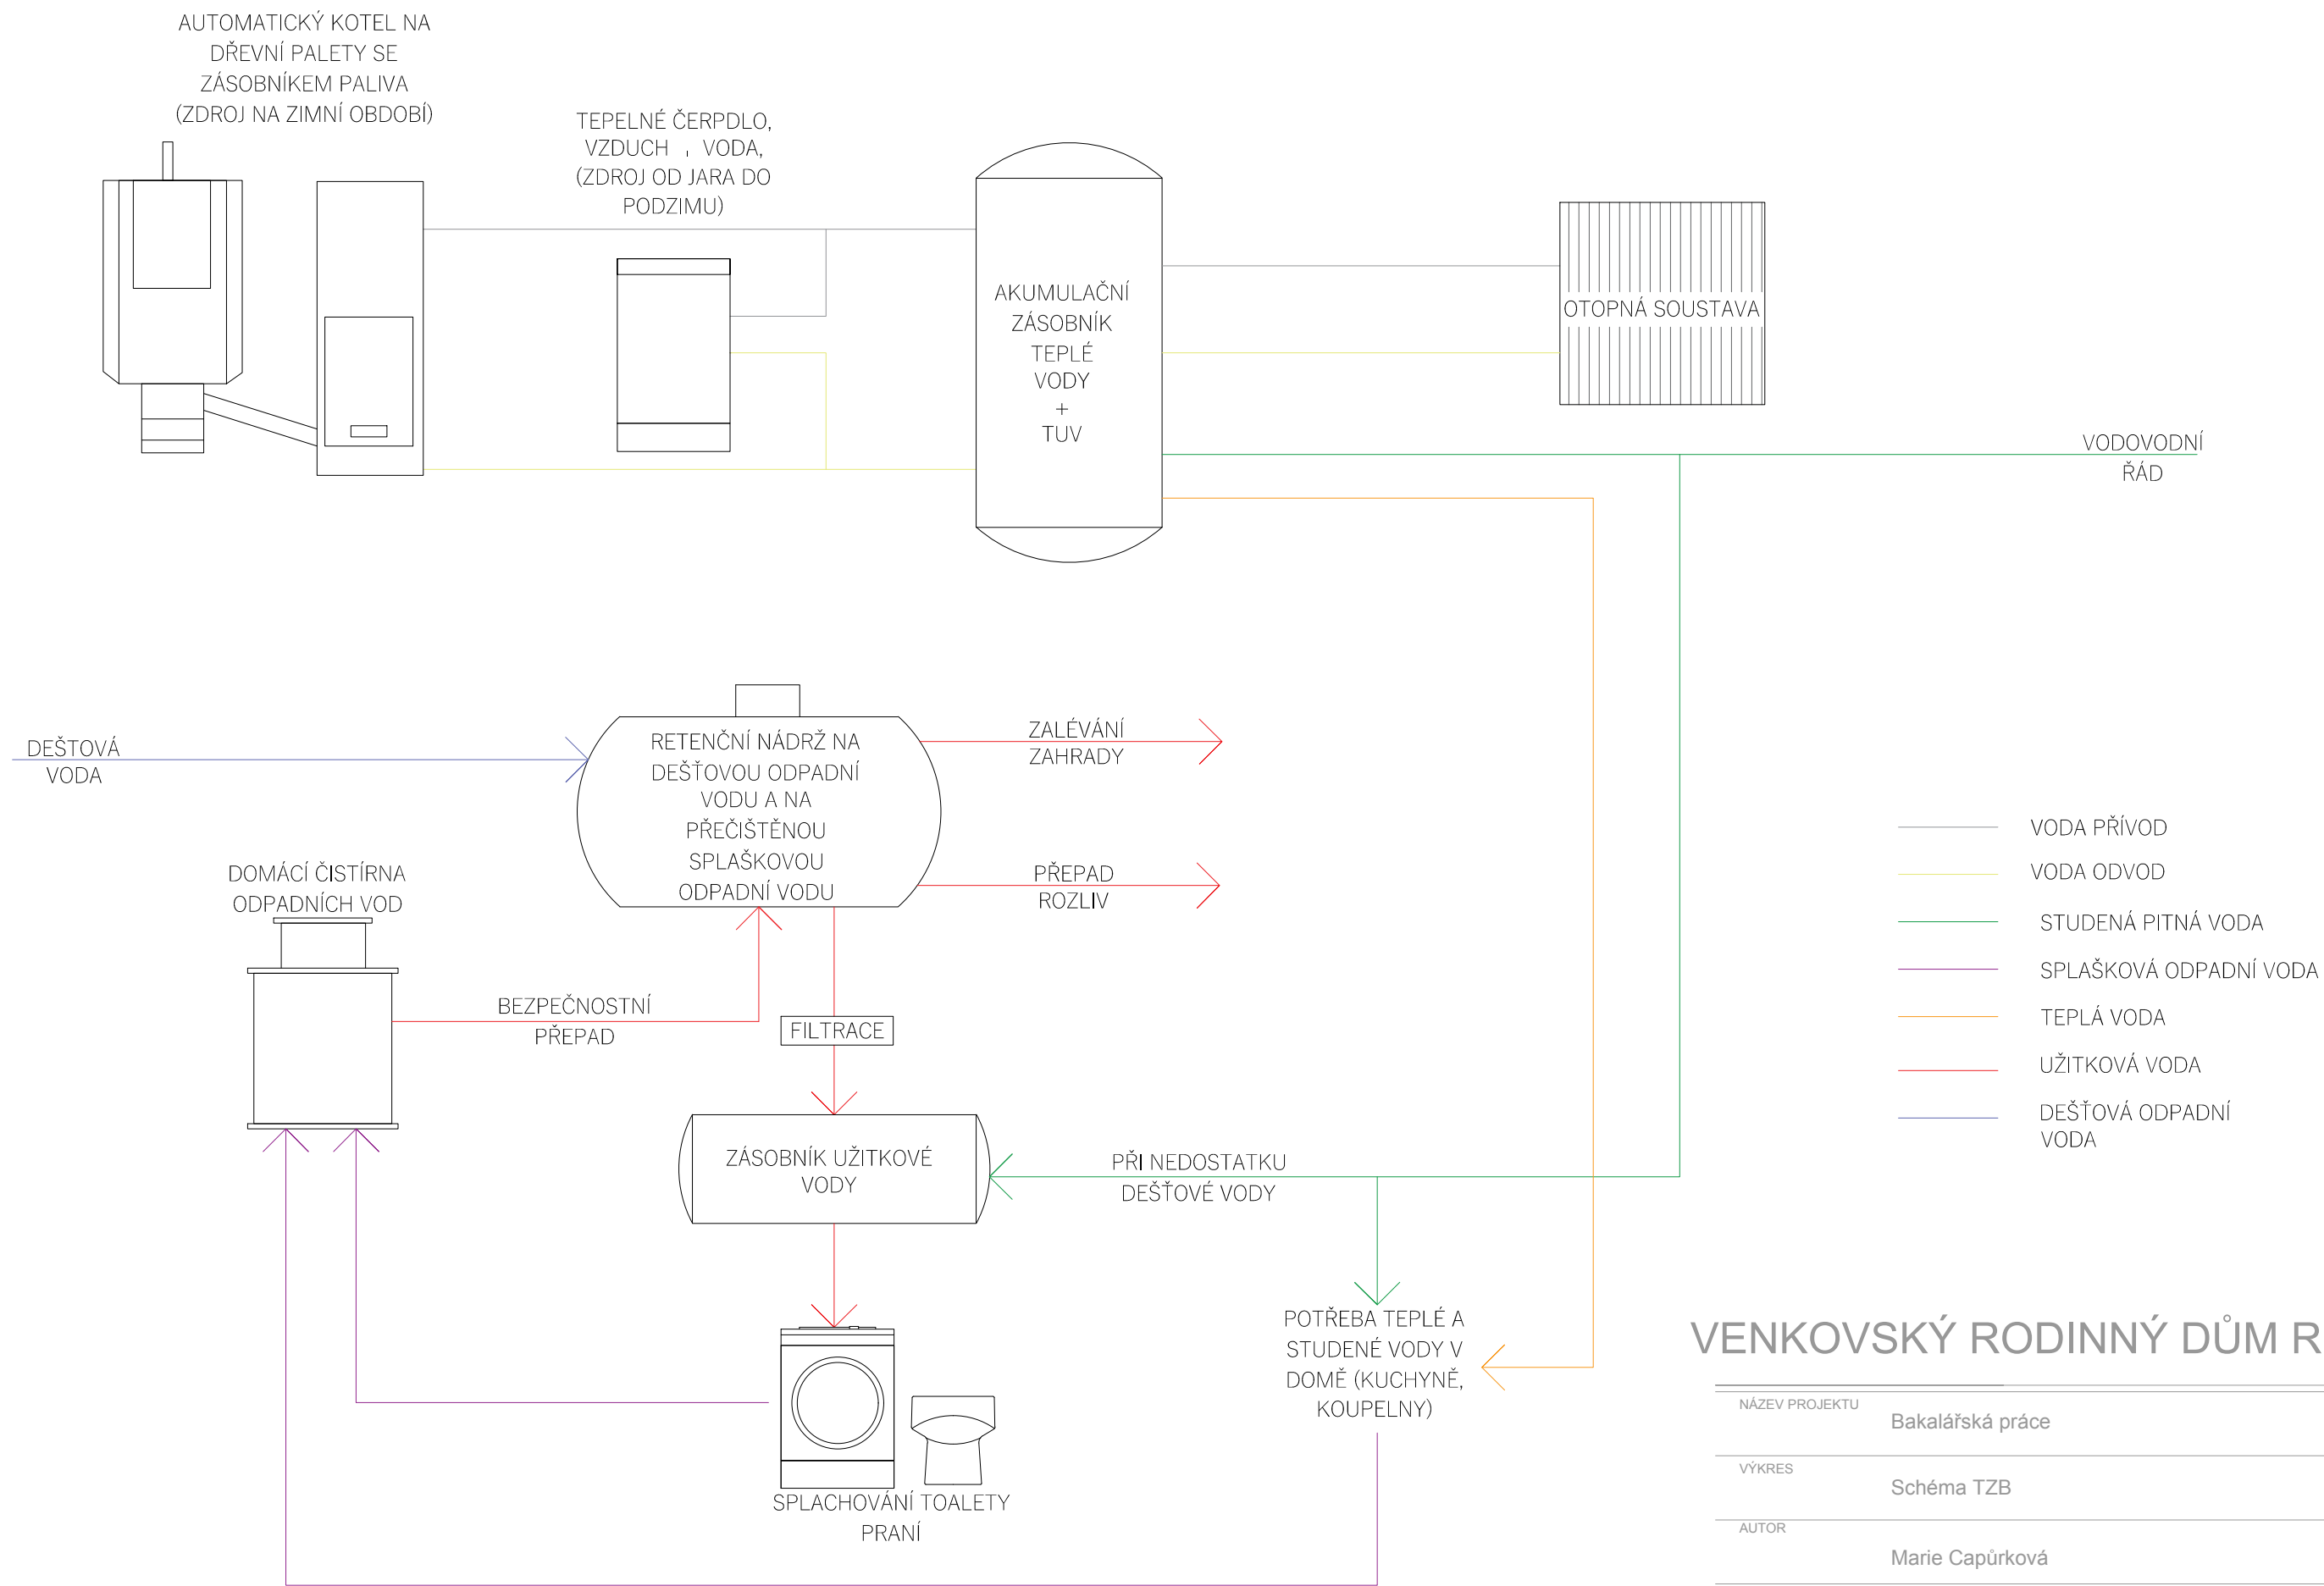 AUTOMATICKÝ KOTEL NA
DŘEVNÍ PALETY SE
ZÁSOBNÍKEM PALIVA
(ZDROJ NA ZIMNÍ OBDOBÍ)
TEPELNÉ ČERPDLO,
VZDUCH , VODA,
(ZDROJ OD JARA DO
PODZIMU)
AKUMULAČNÍ
ZÁSOBNÍK
TEPLÉ
VODY
+
TUV
OTOPNÁ SOUSTAVA
VODOVODNÍ
ŘÁD
DEŠTOVÁ
VODA
RETENČNÍ NÁDRŽ NA
DEŠŤOVOU ODPADNÍ
VODU A NA
PŘEČIŠTĚNOU
SPLAŠKOVOU
ODPADNÍ VODU
ZALÉVÁNÍ
ZAHRADY
PŘEPAD
ROZLIV
DOMÁCÍ ČISTÍRNA
ODPADNÍCH VOD
BEZPEČNOSTNÍ
PŘEPAD
FILTRACE
ZÁSOBNÍK UŽITKOVÉ
VODY
PŘI NEDOSTATKU
DEŠŤOVÉ VODY
SPLACHOVÁNÍ TOALETY
PRANÍ
POTŘEBA TEPLÉ A
STUDENÉ VODY V
DOMĚ (KUCHYNĚ,
KOUPELNY)
VODA PŘÍVOD
VODA ODVOD
STUDENÁ PITNÁ VODA
SPLAŠKOVÁ ODPADNÍ VODA
TEPLÁ VODA
UŽITKOVÁ VODA
DEŠŤOVÁ ODPADNÍ
VODA
VENKOVSKÝ RODINNÝ DŮM R
NÁZEV PROJEKTU
Bakalářská práce
VÝKRES
Schéma TZB
AUTOR
Marie Capůrková